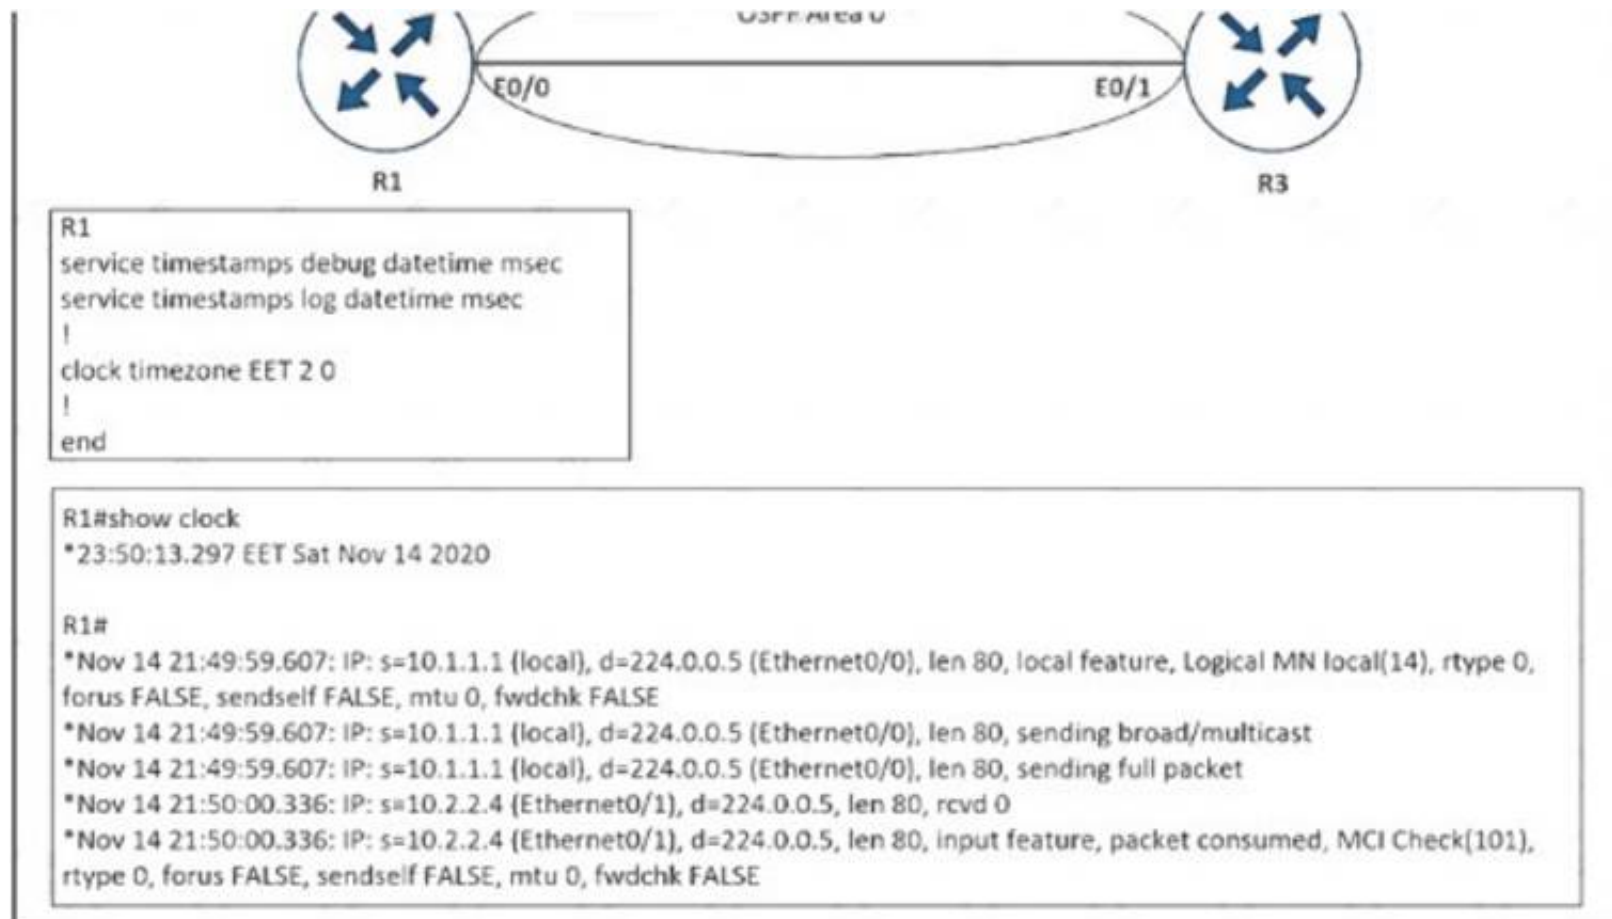 OSPF Area 0
E0/0
E0/1
R1
R3
R1
service timestamps debug datetime msec
service timestamps log datetime msec
!
clock timezone EET 2 0
!
end
R1#show clock
*23:50:13.297 EET Sat Nov 14 2020
R1#
*Nov 14 21:49:59.607: IP: s=10.1.1.1 (local), d=224.0.0.5 (Ethernet0/0), len 80, local feature, Logical MN local(14), rtype 0,
forus FALSE, sendself FALSE, mtu 0, fwdchk FALSE
*Nov 14 21:49:59.607: IP: s=10.1.1.1 (local), d=224.0.0.5 (Ethernet0/0), len 80, sending broad/multicast
*Nov 14 21:49:59.607: IP: s=10.1.1.1 (local), d=224.0.0.5 (Ethernet0/0), len 80, sending full packet
*Nov 14 21:50:00.336: IP: s=10.2.2.4 (Ethernet0/1), d=224.0.0.5, len 80, rcvd 0
*Nov 14 21:50:00.336: IP: s=10.2.2.4 (Ethernet0/1), d=224.0.0.5, len 80, input feature, packet consumed, MCI Check(101),
rtype 0, forus FALSE, sendself FALSE, mtu 0, fwdchk FALSE